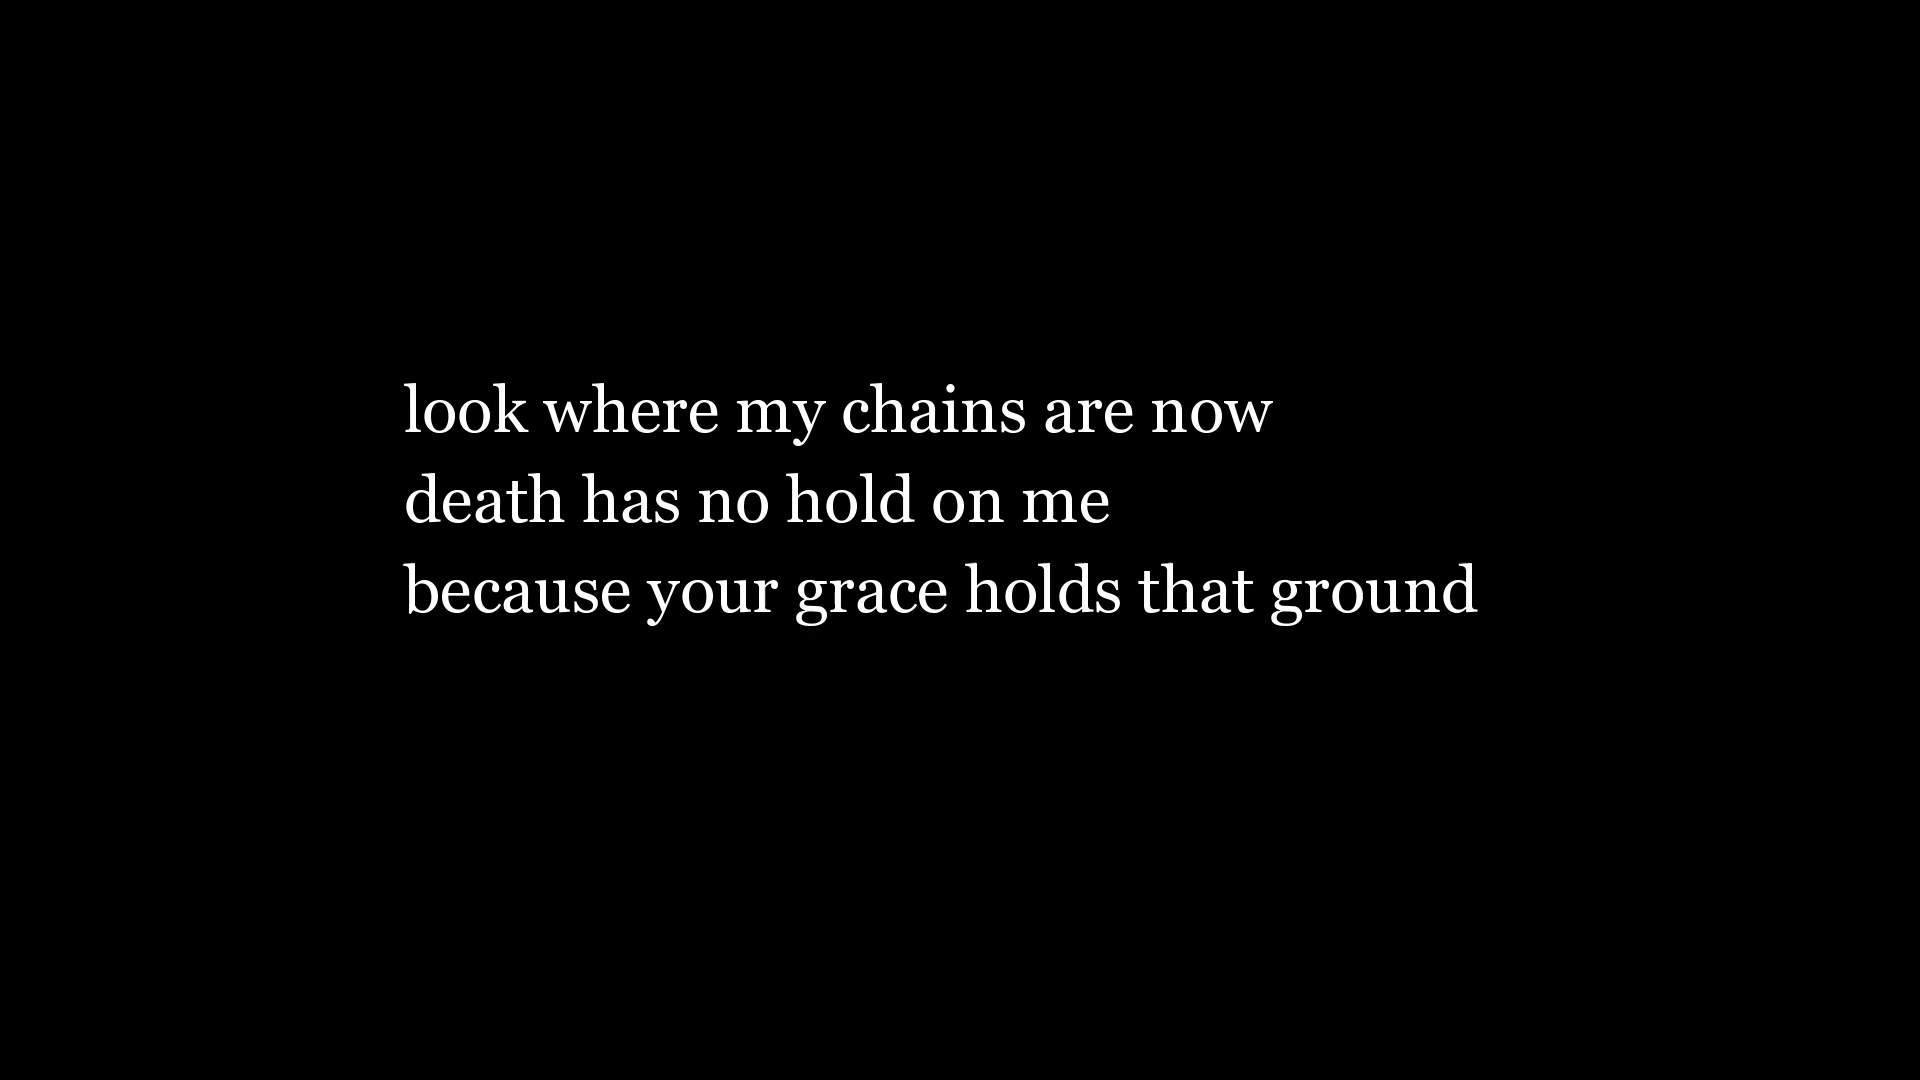 look where my chains are now
death has no hold on me
because your grace holds that ground